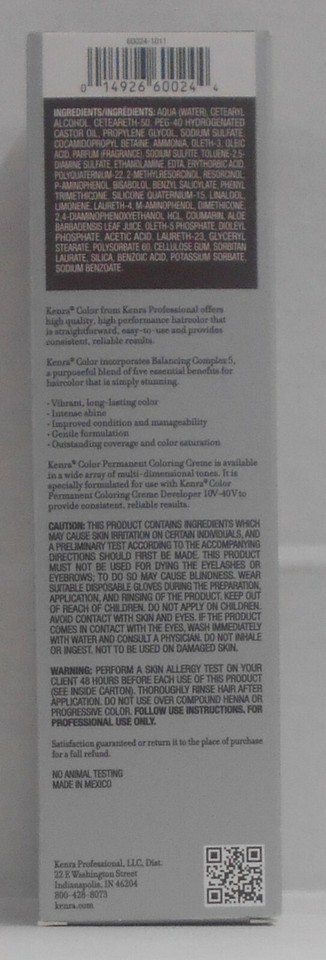 60024-1011
0 14926 60024 4
INGREDIENTS/INGRÉDIENTS: AQUA (WATER), CETEARYL
ALCOHOL, CETEARETH-50, PEG-40 HYDROGENATED
CASTOR OIL, PROPYLENE GLYCOL, SODIUM SULFATE,
COCAMIDOPROPYL BETAINE, AMMONIA, OLETH-3, OLEIC
ACID, PARFUM (FRAGRANCE), SODIUM SULFITE, TOLUENE-2,5-
DIAMINE SULFATE, ETHANOLAMINE, EDTA, ERYTHORBIC ACID,
POLYQUATERNIUM-22, 2-METHYLRESORCINOL, RESORCINOL,
P-AMINOPHENOL, BISABOLOL, BENZYL SALICYLATE, PHENYL
TRIMETHICONE, SILICONE QUATERNIUM-15, LINALOOL,
LIMONENE, LAURETH-4, M-AMINOPHENOL, DIMETHICONE,
2,4-DIAMINOPHENOXYETHANOL HCL, COUMARIN, ALOE
BARBADENSIS LEAF JUICE, OLETH-5 PHOSPHATE, DIOLEYL
PHOSPHATE, ACETIC ACID, LAURETH-23, GLYCERYL
STEARATE, POLYSORBATE 60, CELLULOSE GUM, SORBITAN
LAURATE, SILICA, BENZOIC ACID, POTASSIUM SORBATE,
SODIUM BENZOATE.
Kenra® Color from Kenra Professional offers
high quality, high performance haircolor that
is straightforward, easy-to-use and provides
consistent, reliable results.
Kenra® Color incorporates Balancing Complex 5,
a purposeful blend of five essential benefits for
haircolor that is simply stunning.
• Vibrant, long-lasting color
• Intense shine
• Improved condition and manageability
• Gentle formulation
• Outstanding coverage and color saturation
Kenra® Color Permanent Coloring Creme is available
in a wide array of multi-dimensional tones. It is
specially formulated for use with Kenra® Color
Permanent Coloring Creme Developer 10V-40V to
provide consistent, reliable results.
CAUTION: THIS PRODUCT CONTAINS INGREDIENTS WHICH
MAY CAUSE SKIN IRRITATION ON CERTAIN INDIVIDUALS, AND
A PRELIMINARY TEST ACCORDING TO THE ACCOMPANYING
DIRECTIONS SHOULD FIRST BE MADE. THIS PRODUCT
MUST NOT BE USED FOR DYING THE EYELASHES OR
EYEBROWS; TO DO SO MAY CAUSE BLINDNESS. WEAR
SUITABLE DISPOSABLE GLOVES DURING THE PREPARATION,
APPLICATION, AND RINSING OF THE PRODUCT. KEEP OUT
OF REACH OF CHILDREN. DO NOT APPLY ON CHILDREN.
AVOID CONTACT WITH SKIN AND EYES. IF THE PRODUCT
COMES IN CONTACT WITH THE EYES, WASH IMMEDIATELY
WITH WATER AND CONSULT A PHYSICIAN. DO NOT INHALE
OR INGEST. NOT TO BE USED ON DAMAGED SKIN.
WARNING: PERFORM A SKIN ALLERGY TEST ON YOUR
CLIENT 48 HOURS BEFORE EACH USE OF THIS PRODUCT
(SEE INSIDE CARTON). THOROUGHLY RINSE HAIR AFTER
APPLICATION. DO NOT USE OVER COMPOUND HENNA OR
PROGRESSIVE COLOR. FOLLOW USE INSTRUCTIONS. FOR
PROFESSIONAL USE ONLY.
Satisfaction guaranteed or return it to the place of purchase
for a full refund.
NO ANIMAL TESTING
MADE IN MEXICO
Kenra Professional, LLC, Dist.
22 E Washington Street
Indianapolis, IN 46204
800-428-8073
kenra.com